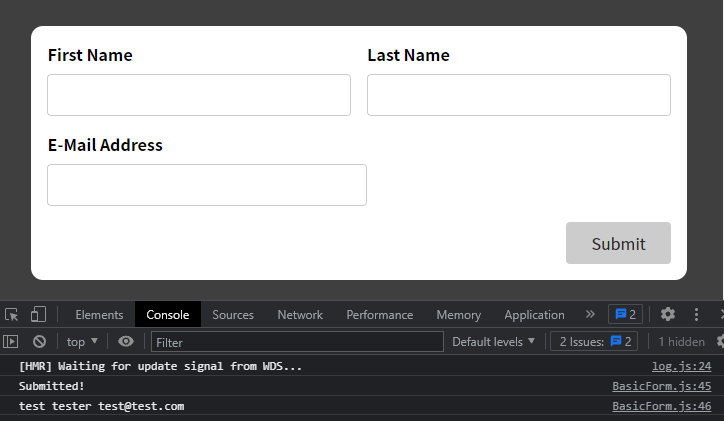 First Name Last Name
E-Mail Address
Submit
Elements Console Sources Network Performance Memory Application » 2
top ▼ Filter Default levels ▼ 2 Issues: 2 1 hidden
[HMR] Waiting for update signal from WDS... log.js:24
Submitted! BasicForm.js:45
test tester test@test.com BasicForm.js:46